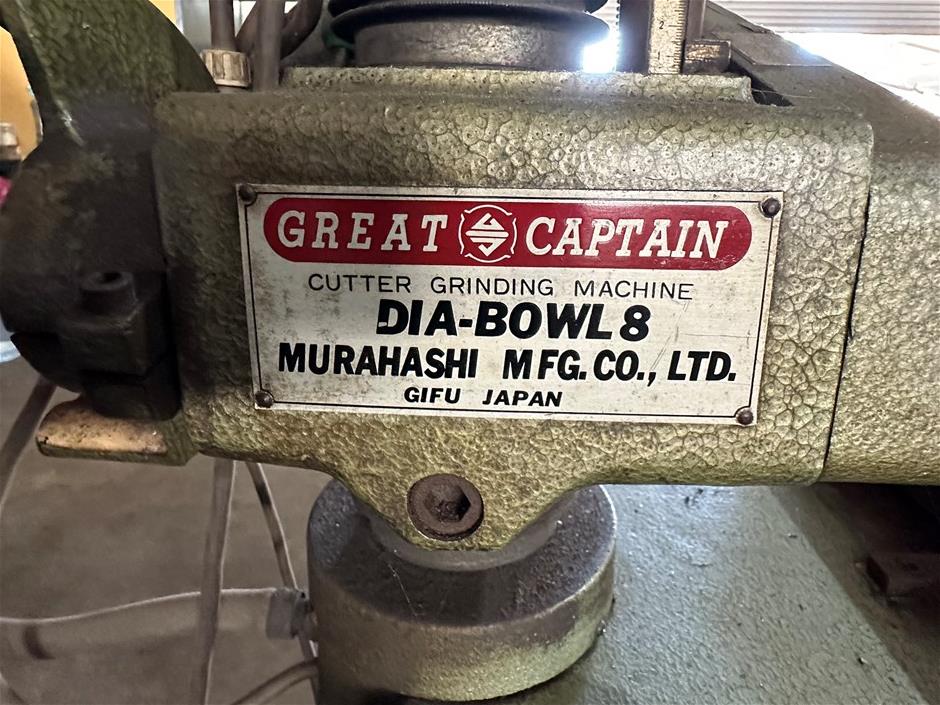 GREAT CAPTAIN
CUTTER GRINDING MACHINE
DIA-BOWL 8
MURAHASHI MFG. CO., LTD.
GIFU JAPAN